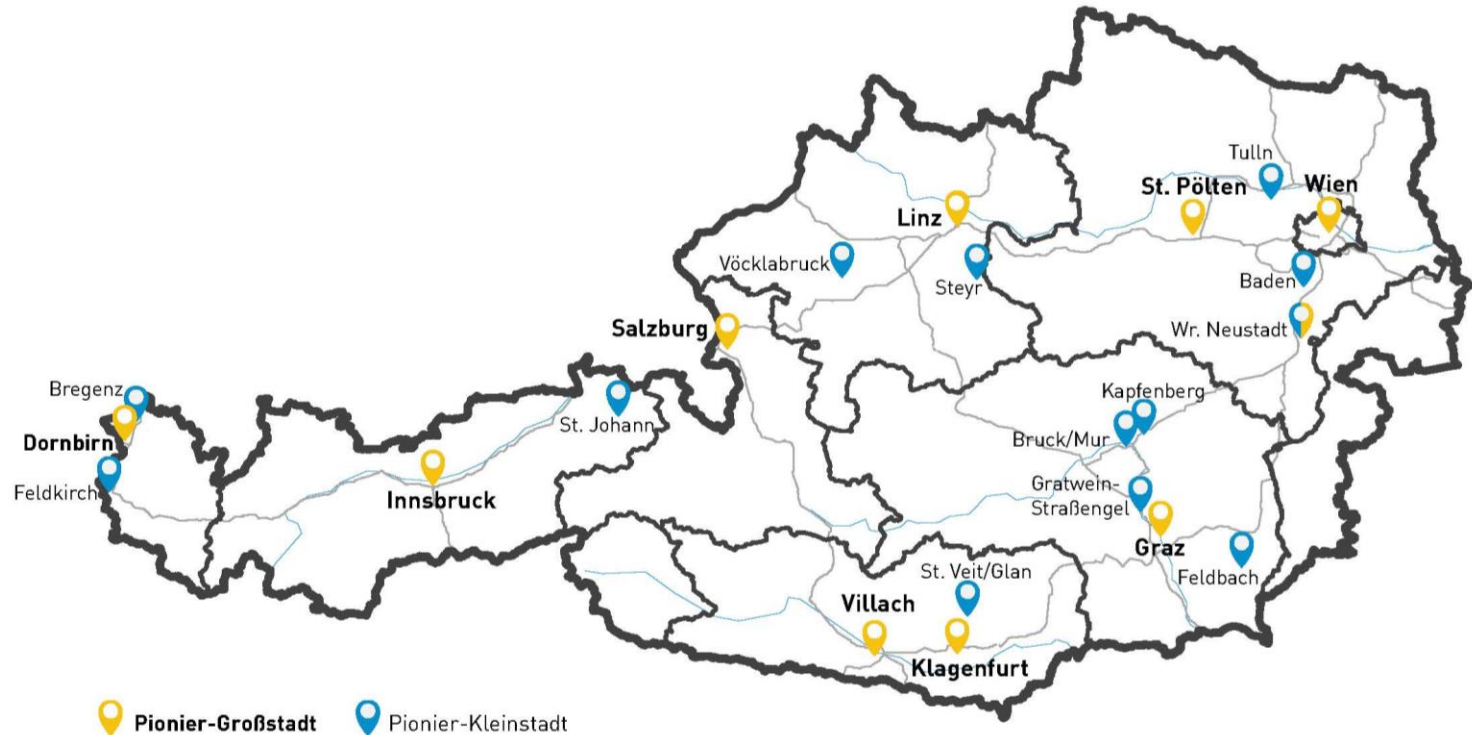 Tulln
St. Pölten
Wien
Linz
Vöcklabruck
Steyr
Baden
Salzburg
Wr. Neustadt
Bregenz
Kapfenberg
St. Johann
Dornbirn
Bruck/Mur
Feldkirch
Innsbruck
Gratwein-
Straßengel
Graz
St. Veit/Glan
Feldbach
Villach
Klagenfurt
Pionier-Großstadt
Pionier-Kleinstadt